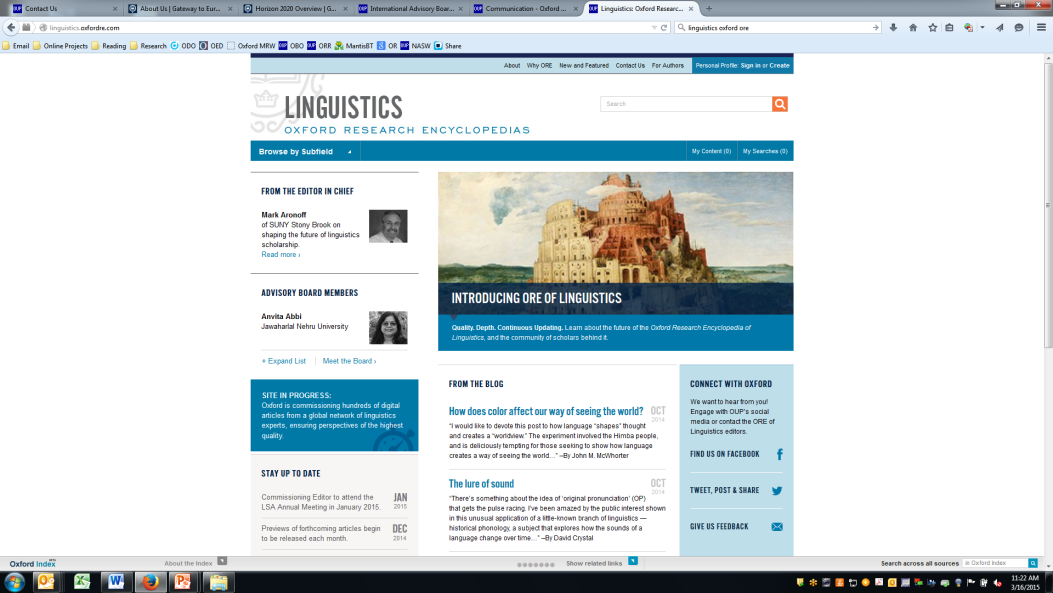 Contact Us
About Us | Gateway to Eur...
Horizon 2020 Overview | G...
International Advisory Boar...
Communication - Oxford ...
Linguistics: Oxford Researc...
linguistics.oxfordre.com
linguistics oxford ore
Email
Online Projects
Reading
Research
ODO
OED
Oxford MRW
OBO
ORR
MantisBT
OR
NASW
Share
About
Why ORE
New and Featured
Contact Us
For Authors
Personal Profile: Sign in or Create
LINGUISTICS
OXFORD RESEARCH ENCYCLOPEDIAS
Search
Browse by Subfield
My Content (0)
My Searches (0)
FROM THE EDITOR IN CHIEF
Mark Aronoff
of SUNY Stony Brook on
shaping the future of linguistics
scholarship.
Read more ›
ADVISORY BOARD MEMBERS
Anvita Abbi
Jawaharlal Nehru University
+ Expand List
Meet the Board ›
SITE IN PROGRESS:
Oxford is commissioning hundreds of digital
articles from a global network of linguistics
experts, ensuring perspectives of the highest
quality.
STAY UP TO DATE
Commissioning Editor to attend the
LSA Annual Meeting in January 2015.
JAN
2015
Previews of forthcoming articles begin
to be released each month.
DEC
2014
INTRODUCING ORE OF LINGUISTICS
Quality. Depth. Continuous Updating. Learn about the future of the Oxford Research Encyclopedia of
Linguistics, and the community of scholars behind it.
FROM THE BLOG
How does color affect our way of seeing the world?
OCT
2014
"I would like to devote this post to how language "shapes" thought
and creates a "worldview." The experiment involved the Himba people,
and is deliciously tempting for those seeking to show how language
creates a way of seeing the world…" –By John M. McWhorter
The lure of sound
OCT
2014
"There's something about the idea of 'original pronunciation' (OP)
that gets the pulse racing. I've been amazed by the public interest shown
in this unusual application of a little-known branch of linguistics —
historical phonology, a subject that explores how the sounds of a
language change over time…" –By David Crystal
CONNECT WITH OXFORD
We want to hear from you!
Engage with OUP's social
media or contact the ORE of
Linguistics editors.
FIND US ON FACEBOOK
TWEET, POST & SHARE
GIVE US FEEDBACK
Oxford Index
About the Index
Show related links
Search across all sources
in Oxford Index
11:22 AM
3/16/2015